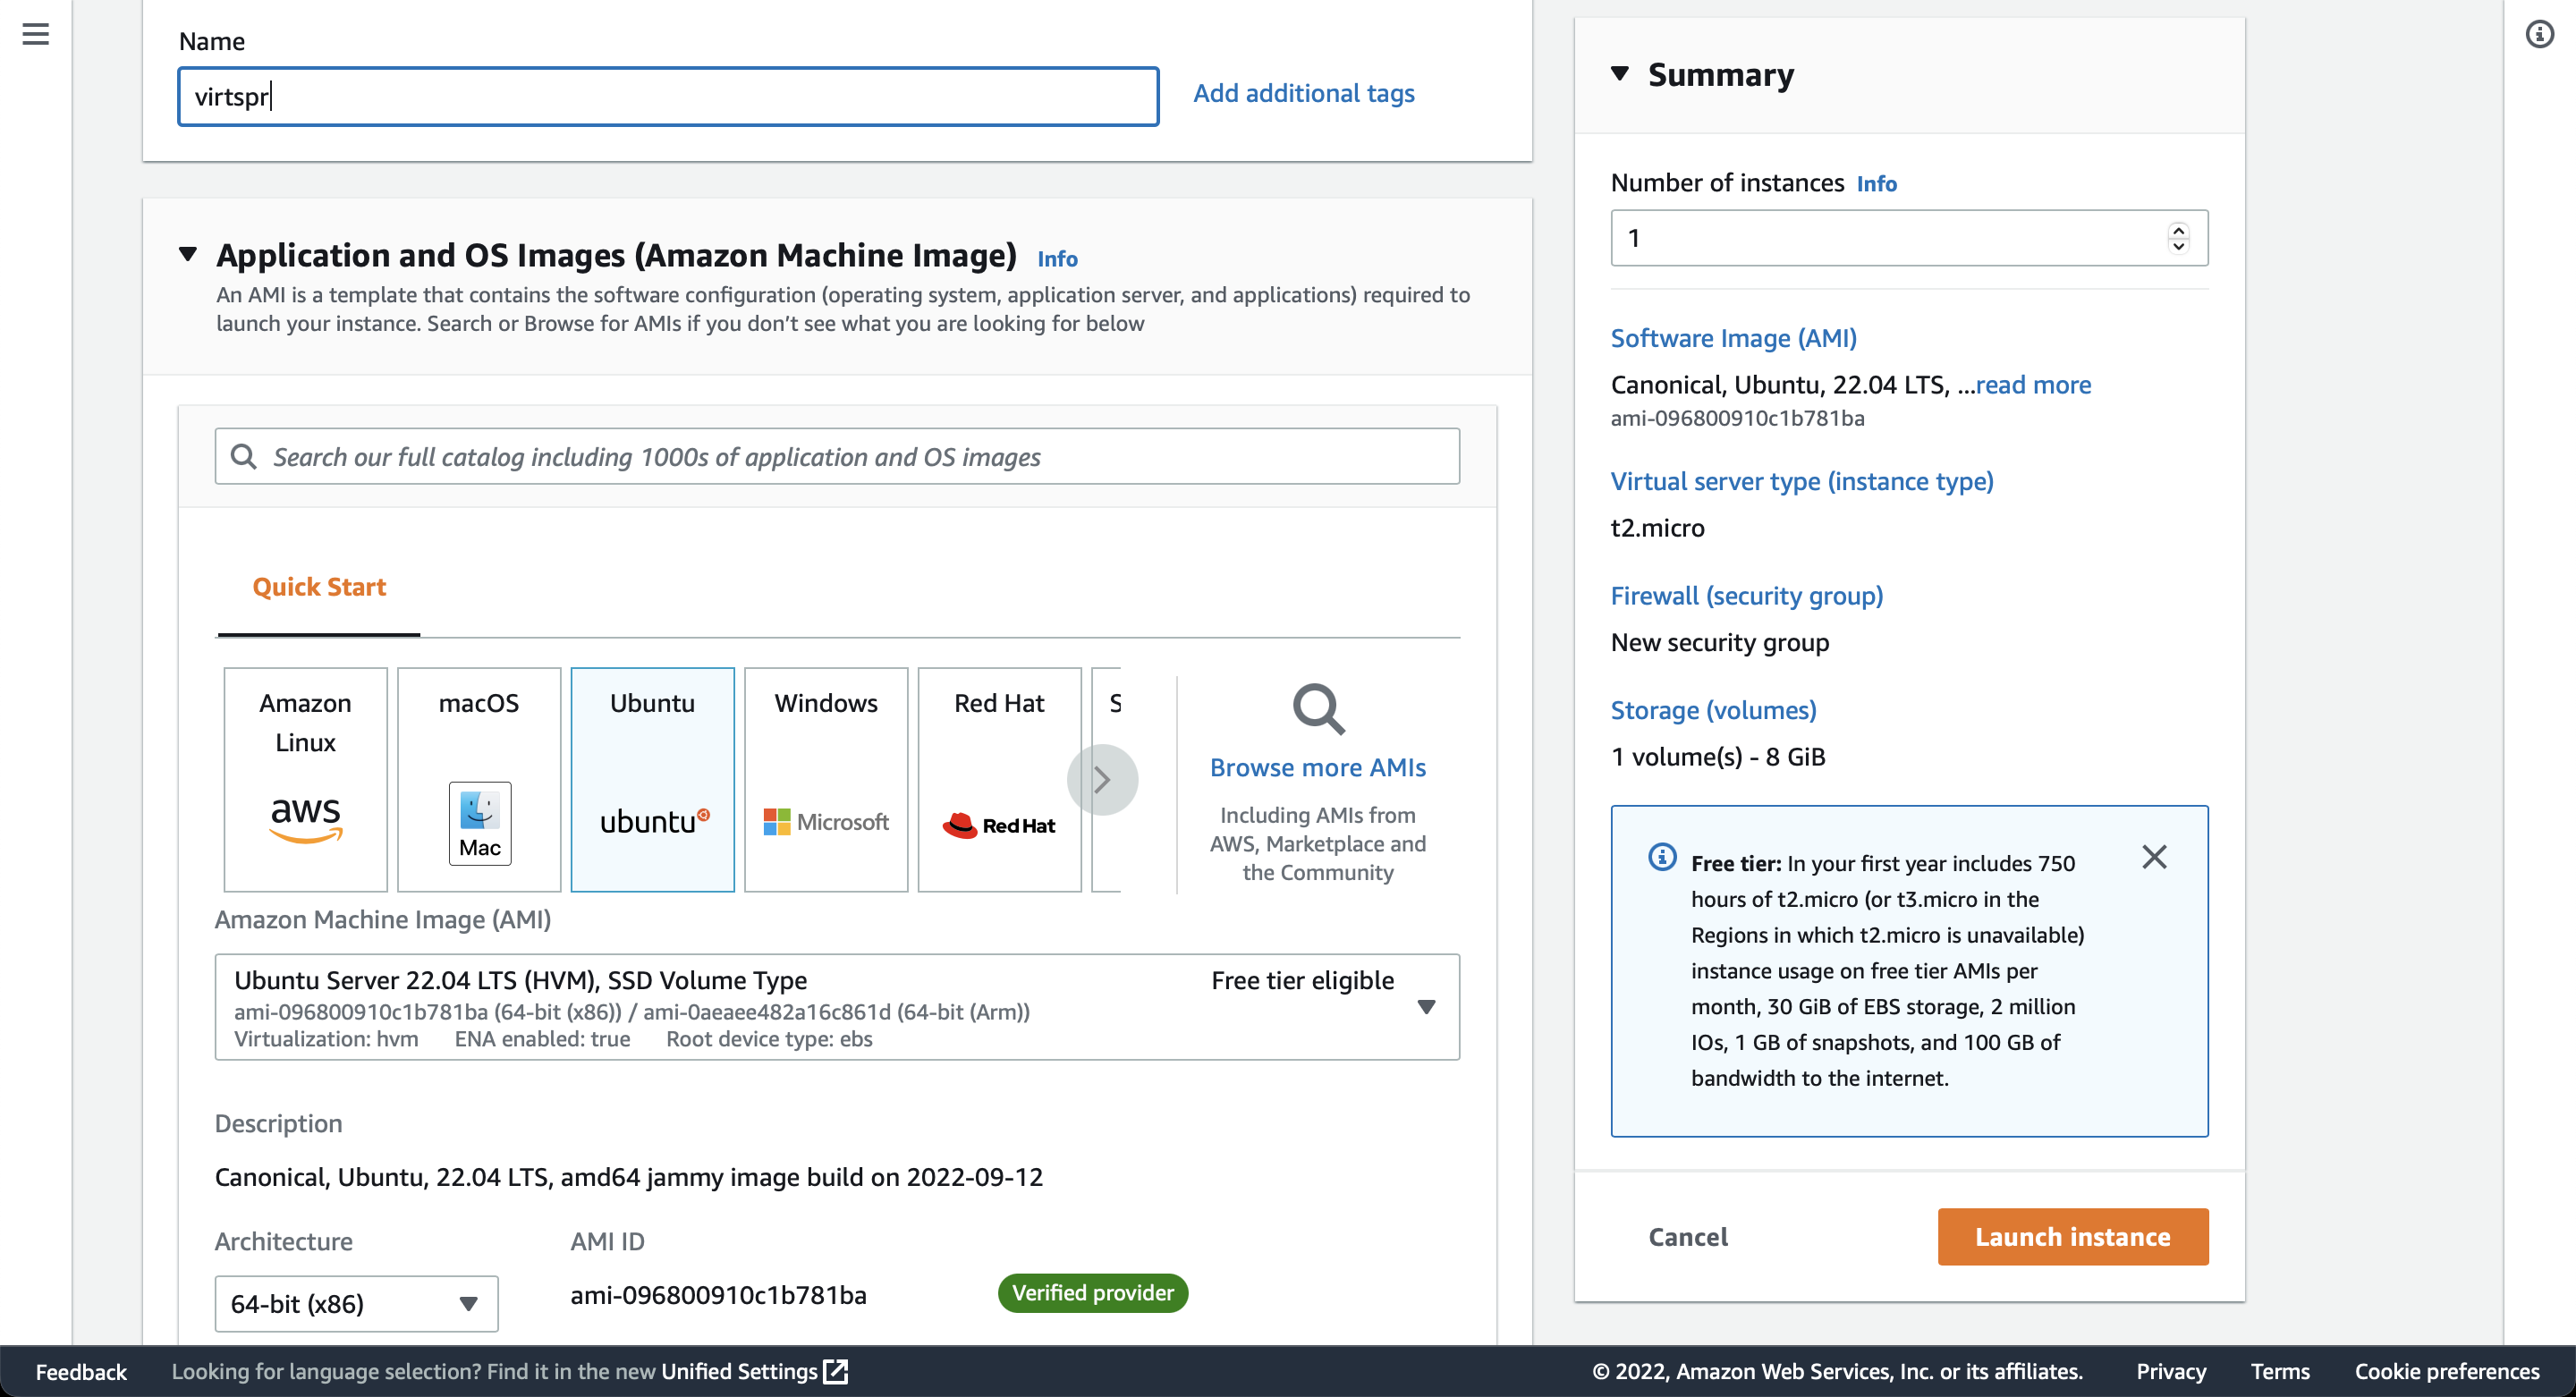 Name
virtspr
Add additional tags
Application and OS Images (Amazon Machine Image) Info
An AMI is a template that contains the software configuration (operating system, application server, and applications) required to
launch your instance. Search or Browse for AMIs if you don’t see what you are looking for below
Search our full catalog including 1000s of application and OS images
Quick Start
Amazon
Linux
aws
macOS
Mac
Ubuntu
ubuntu
Windows
Microsoft
Red Hat
Red Hat
S
Browse more AMIs
Including AMIs from
AWS, Marketplace and
the Community
Amazon Machine Image (AMI)
Ubuntu Server 22.04 LTS (HVM), SSD Volume Type
Free tier eligible
ami-096800910c1b781ba (64-bit (x86)) / ami-0aeaee482a16c861d (64-bit (Arm))
Virtualization: hvm ENA enabled: true Root device type: ebs
Description
Canonical, Ubuntu, 22.04 LTS, amd64 jammy image build on 2022-09-12
Architecture
64-bit (x86)
AMI ID
ami-096800910c1b781ba
Verified provider
Summary
Number of instances Info
1
Software Image (AMI)
Canonical, Ubuntu, 22.04 LTS, ...read more
ami-096800910c1b781ba
Virtual server type (instance type)
t2.micro
Firewall (security group)
New security group
Storage (volumes)
1 volume(s) - 8 GiB
Free tier: In your first year includes 750
hours of t2.micro (or t3.micro in the
Regions in which t2.micro is unavailable)
instance usage on free tier AMIs per
month, 30 GiB of EBS storage, 2 million
IOs, 1 GB of snapshots, and 100 GB of
bandwidth to the internet.
Cancel
Launch instance
Feedback
Looking for language selection? Find it in the new Unified Settings
© 2022, Amazon Web Services, Inc. or its affiliates.
Privacy
Terms
Cookie preferences